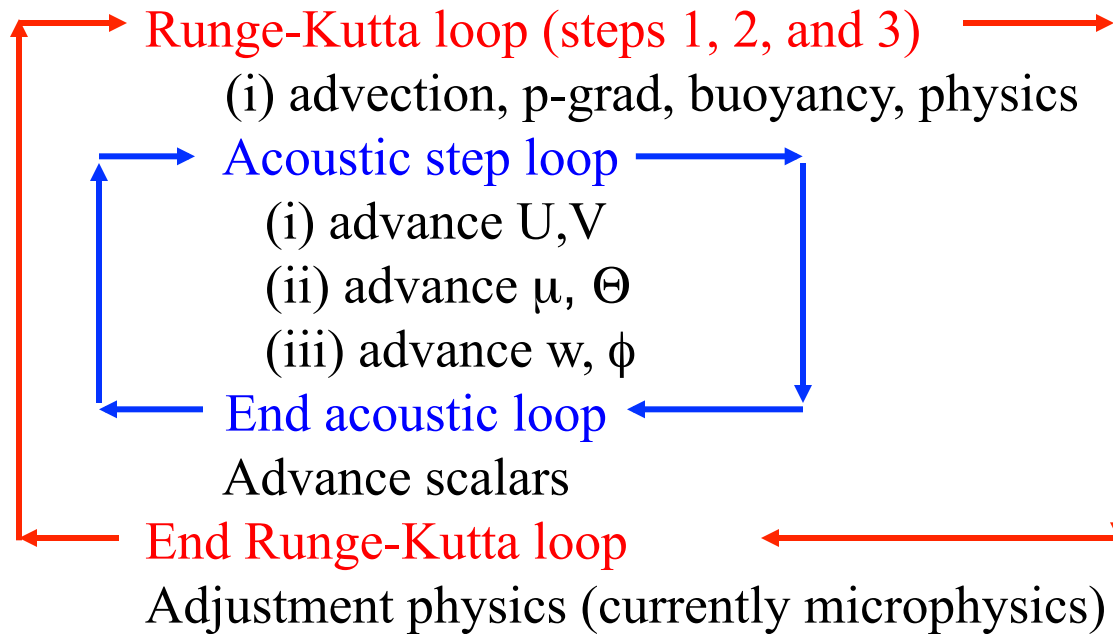 Runge-Kutta loop (steps 1, 2, and 3)
(i) advection, p-grad, buoyancy, physics
Acoustic step loop
(i) advance U,V
(ii) advance μ, Θ
(iii) advance w, ϕ
End acoustic loop
Advance scalars
End Runge-Kutta loop
Adjustment physics (currently microphysics)